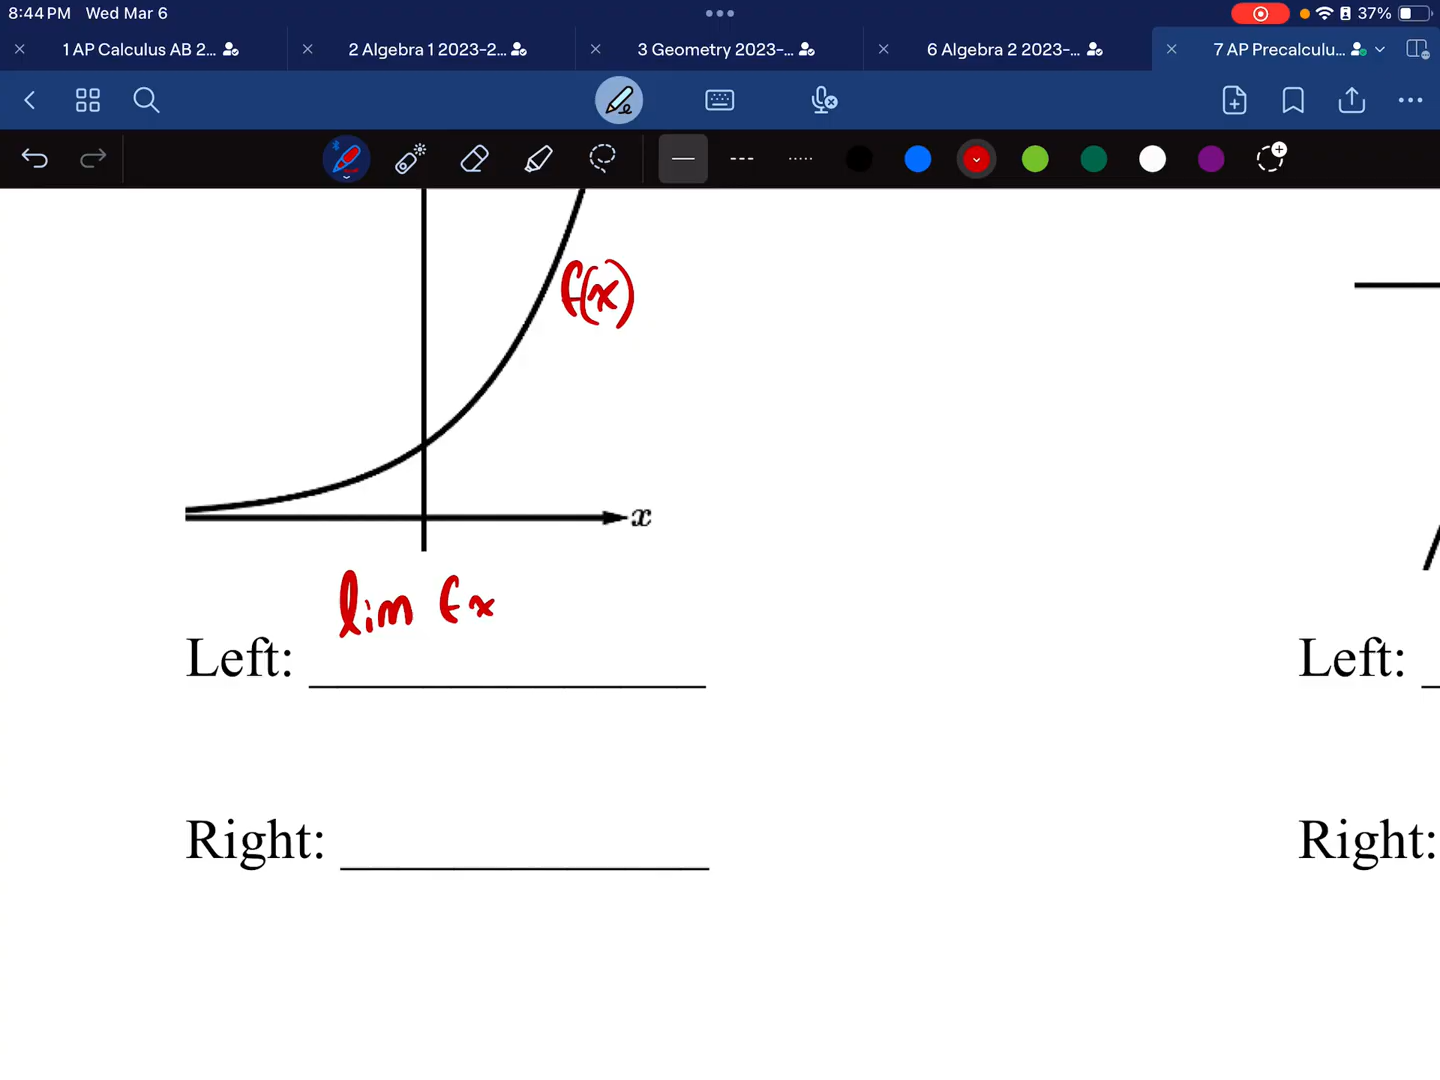 8:44 PM Wed Mar 6
37%
1 AP Calculus AB 2...
2 Algebra 1 2023-2...
3 Geometry 2023-...
6 Algebra 2 2023-...
7 AP Precalculu...
f(x)
x
lim
Left:
Left:
Right:
Right: